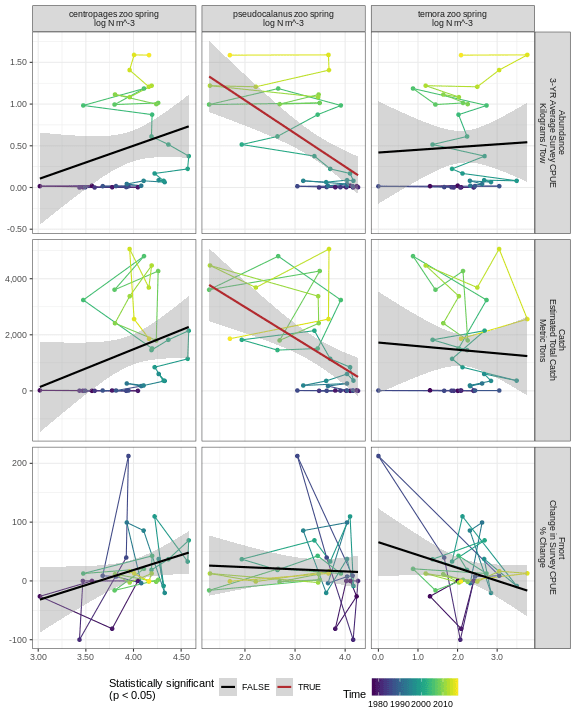 centropages zoo spring
log N m^-3
pseudocalanus zoo spring
log N m^-3
temora zoo spring
log N m^-3
1.50
1.00
0.50
0.00
-0.50
Abundance
3-YR Average Survey CPUE
Kilograms / Tow
4,000
2,000
0
Catch
Estimated Total Catch
Metric Tons
200
100
0
-100
Fmort
Change in Survey CPUE
% Change
3.00
3.50
4.00
4.50
2.0
3.0
4.0
0.0
1.0
2.0
3.0
Statistically significant
(p < 0.05)
FALSE
TRUE
Time
1980 1990 2000 2010